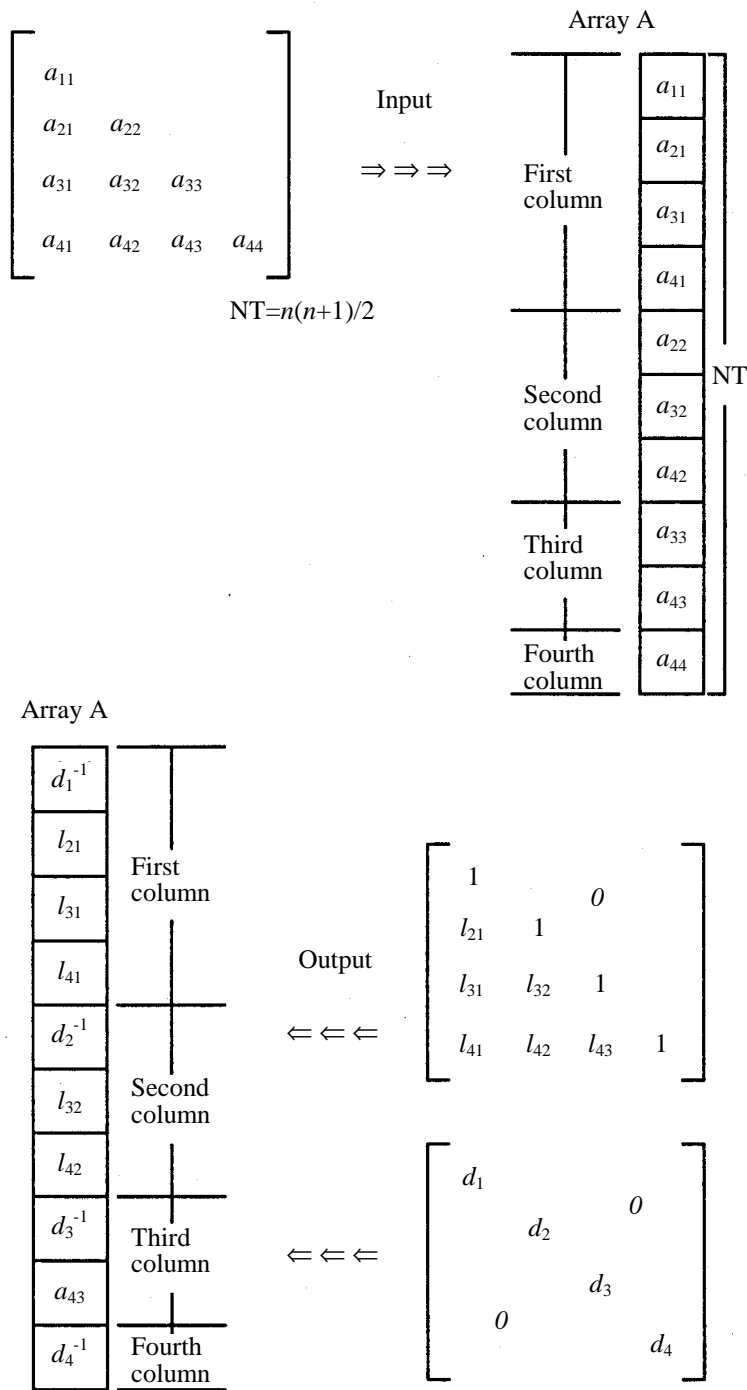 Array A
a₁₁
a₂₁ a₂₂
a₃₁ a₃₂ a₃₃
a₄₁ a₄₂ a₄₃ a₄₄
NT=n(n+1)/2
Input
⇒ ⇒ ⇒
First
column
Second
column
Third
column
Fourth
column
a₁₁
a₂₁
a₃₁
a₄₁
a₂₂
a₃₂
a₄₂
a₃₃
a₄₃
a₄₄
NT
Array A
d₁⁻¹
l₂₁
l₃₁
l₄₁
d₂⁻¹
l₃₂
l₄₂
d₃⁻¹
a₄₃
d₄⁻¹
First
column
Second
column
Third
column
Fourth
column
Output
⇐ ⇐ ⇐
1 0
l₂₁ 1
l₃₁ l₃₂ 1
l₄₁ l₄₂ l₄₃ 1
⇐ ⇐ ⇐
d₁ 0
d₂
d₃
0
d₄